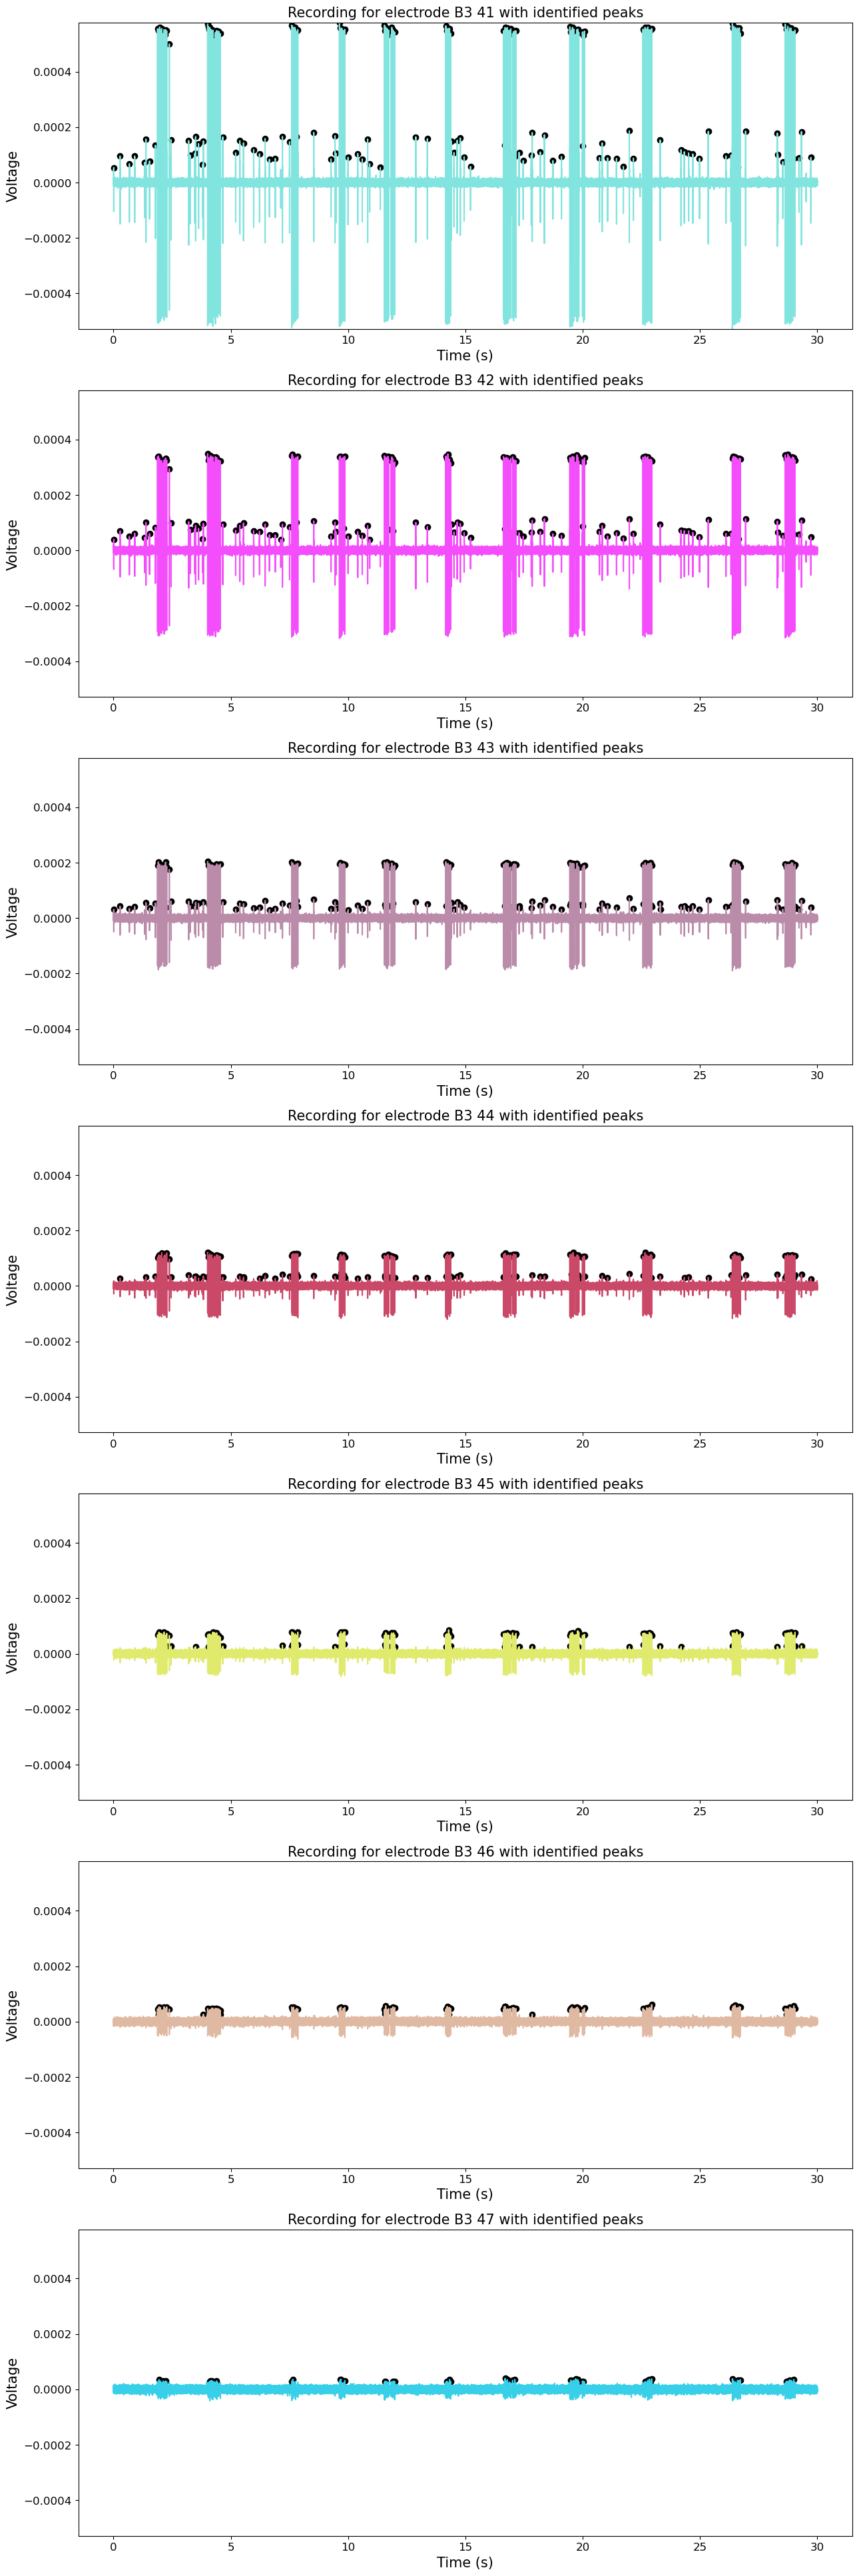 Recording for electrode B3 41 with identified peaks
0.0004
0.0002
0.0000
−0.0002
−0.0004
Voltage
0 5 10 15 20 25 30
Time (s)
Recording for electrode B3 42 with identified peaks
0.0004
0.0002
0.0000
−0.0002
−0.0004
Voltage
0 5 10 15 20 25 30
Time (s)
Recording for electrode B3 43 with identified peaks
0.0004
0.0002
0.0000
−0.0002
−0.0004
Voltage
0 5 10 15 20 25 30
Time (s)
Recording for electrode B3 44 with identified peaks
0.0004
0.0002
0.0000
−0.0002
−0.0004
Voltage
0 5 10 15 20 25 30
Time (s)
Recording for electrode B3 45 with identified peaks
0.0004
0.0002
0.0000
−0.0002
−0.0004
Voltage
0 5 10 15 20 25 30
Time (s)
Recording for electrode B3 46 with identified peaks
0.0004
0.0002
0.0000
−0.0002
−0.0004
Voltage
0 5 10 15 20 25 30
Time (s)
Recording for electrode B3 47 with identified peaks
0.0004
0.0002
0.0000
−0.0002
−0.0004
Voltage
0 5 10 15 20 25 30
Time (s)